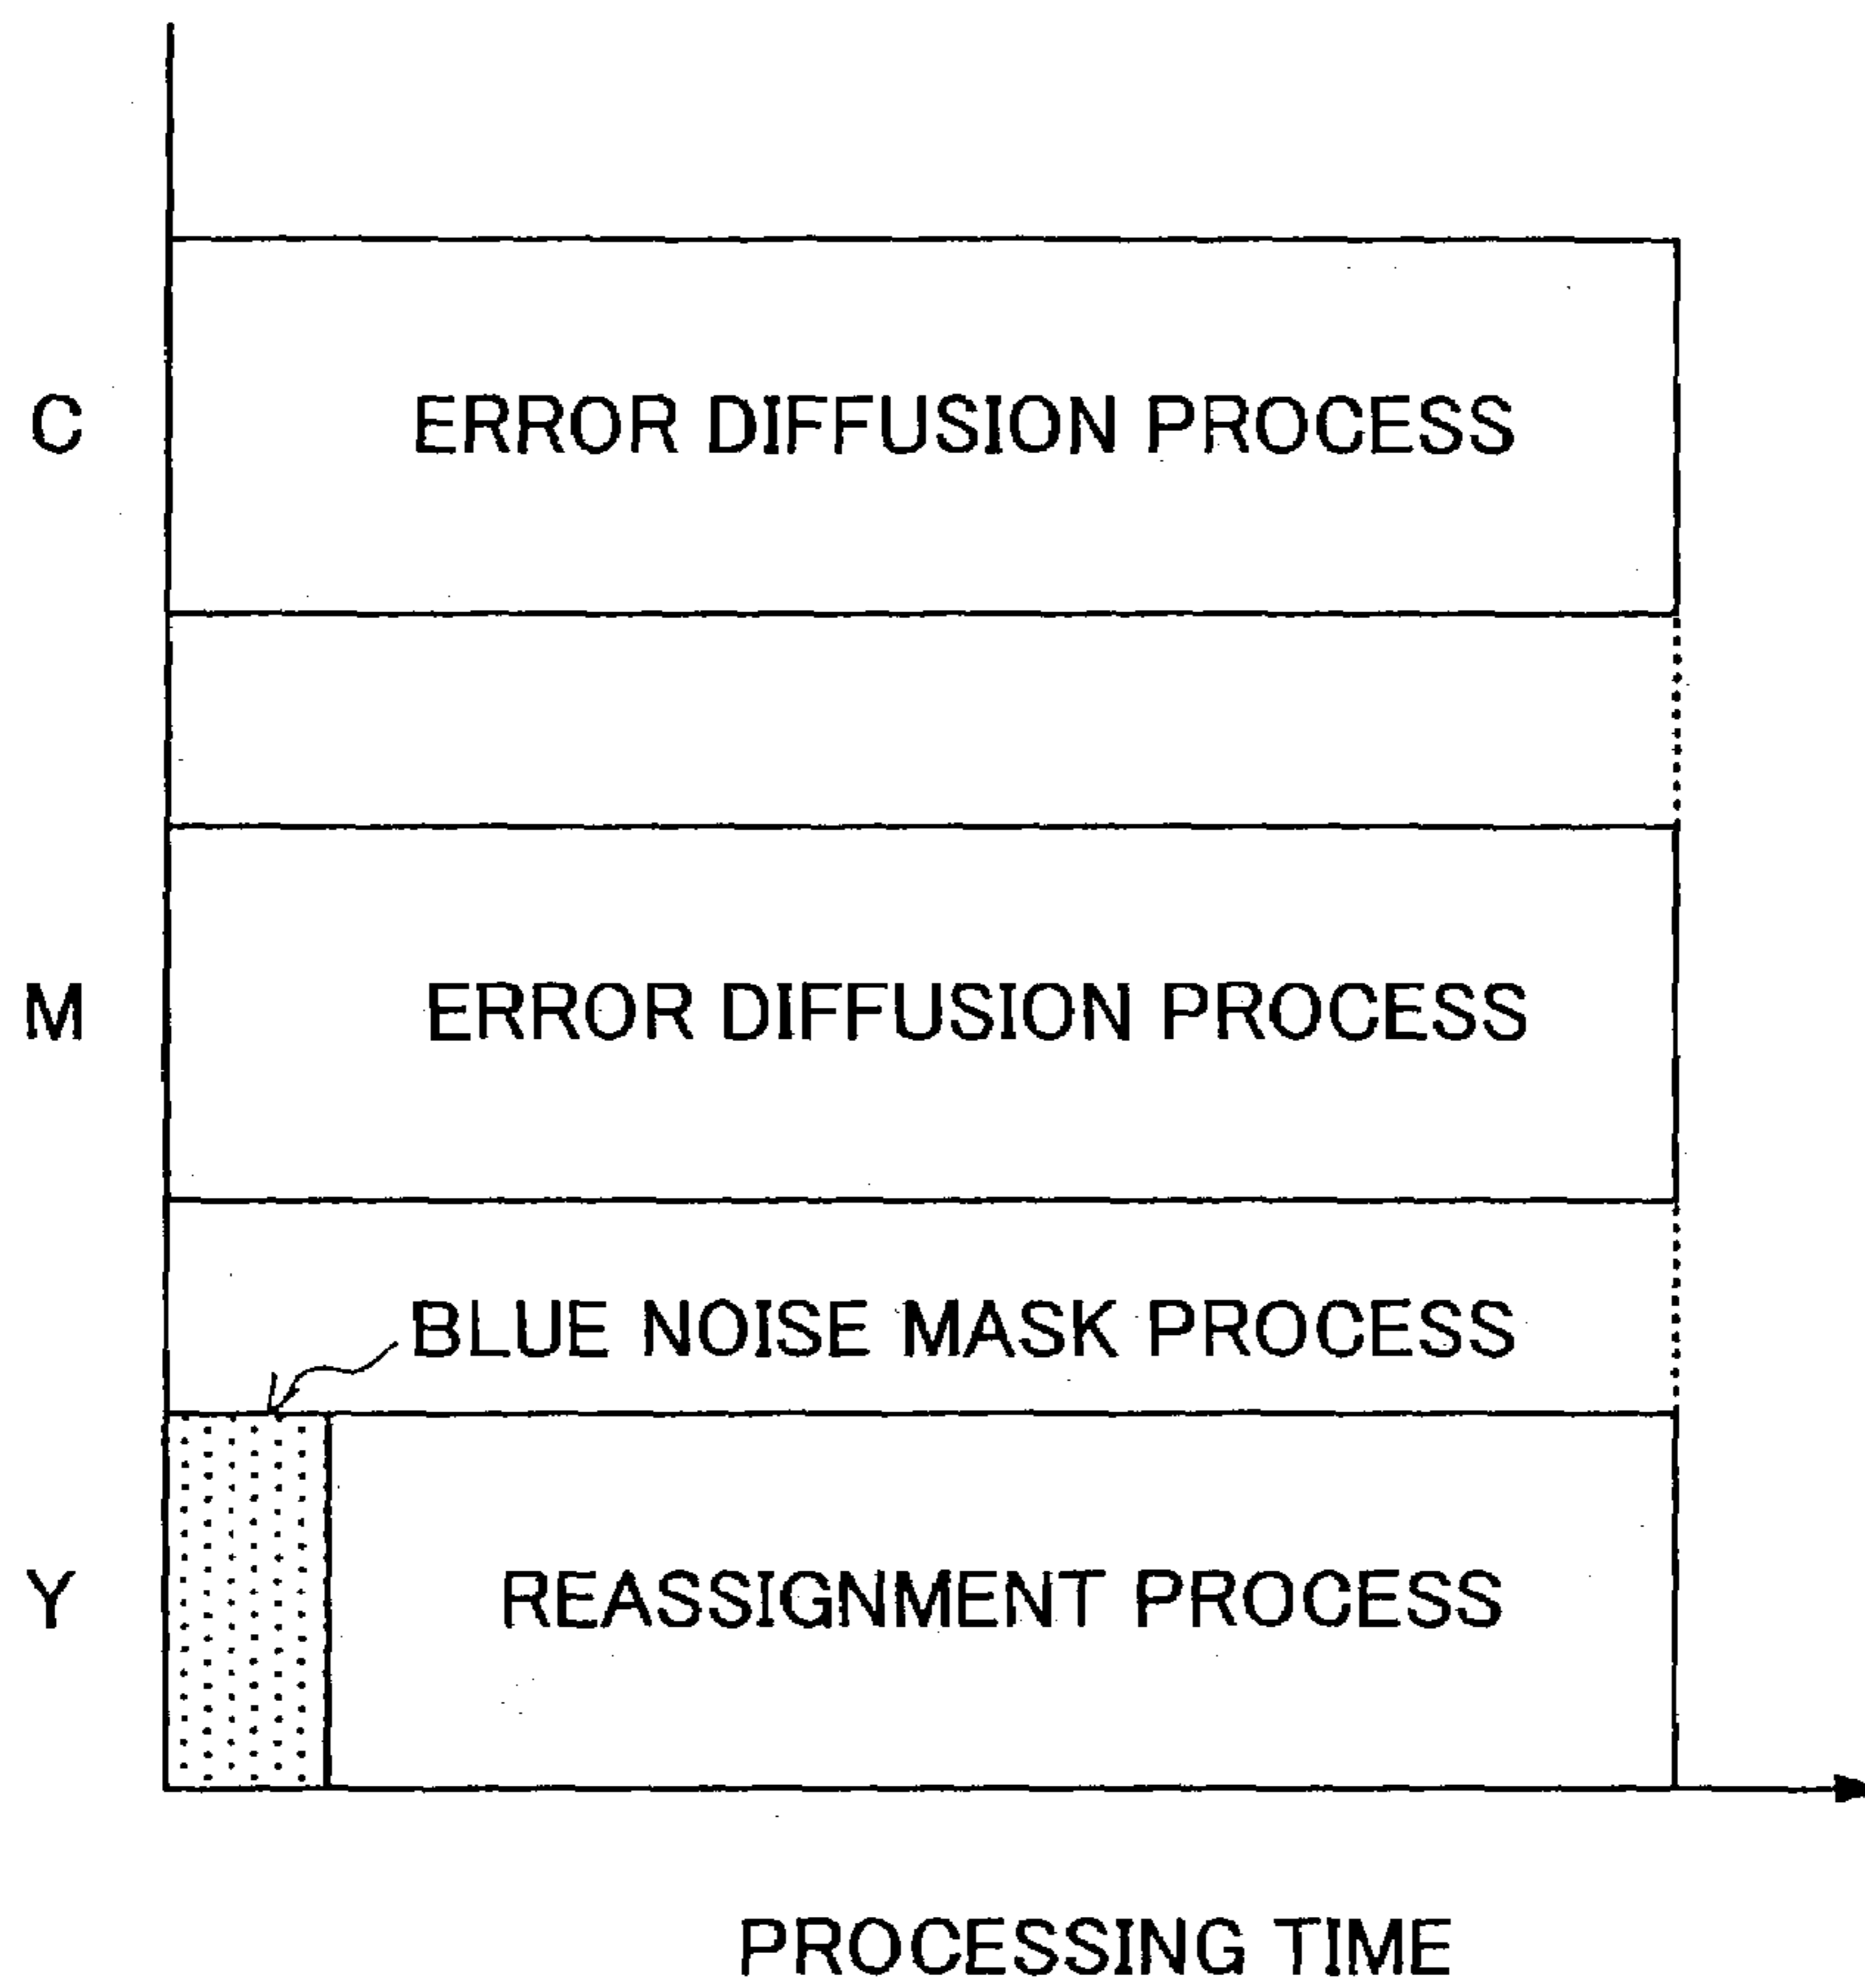 C
ERROR DIFFUSION PROCESS
M
ERROR DIFFUSION PROCESS
BLUE NOISE MASK PROCESS
Y
REASSIGNMENT PROCESS
PROCESSING TIME